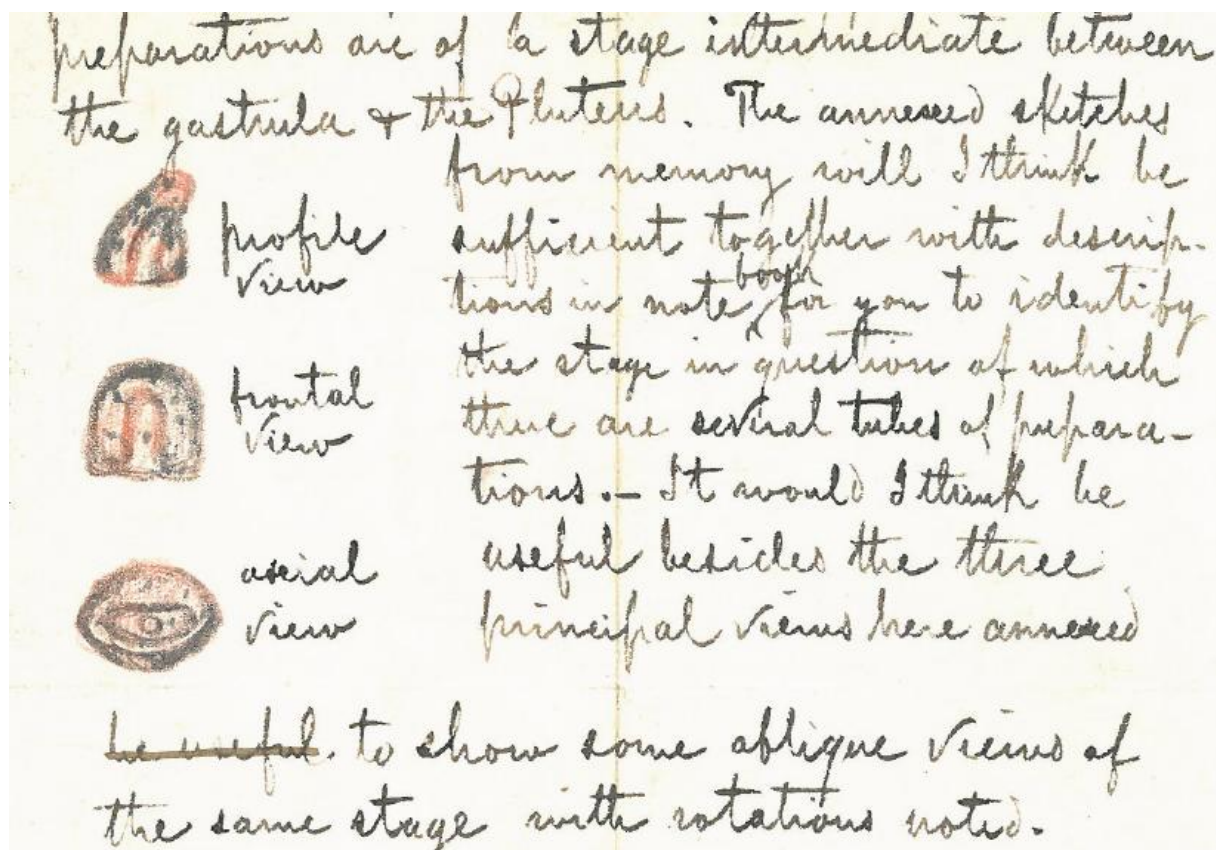 preparations are of a stage intermediate between
the gastrula & the Pluteus. The annexed sketches
from memory will I think be
sufficient together with descrip-
tions in note book for you to identify
the stage in question of which
there are several tubes of prepara-
tions. — It would I think be
useful besides the three
principal views here annexed
be useful. to show some oblique views of
the same stage with rotations noted.
profile
view
frontal
view
axial
view